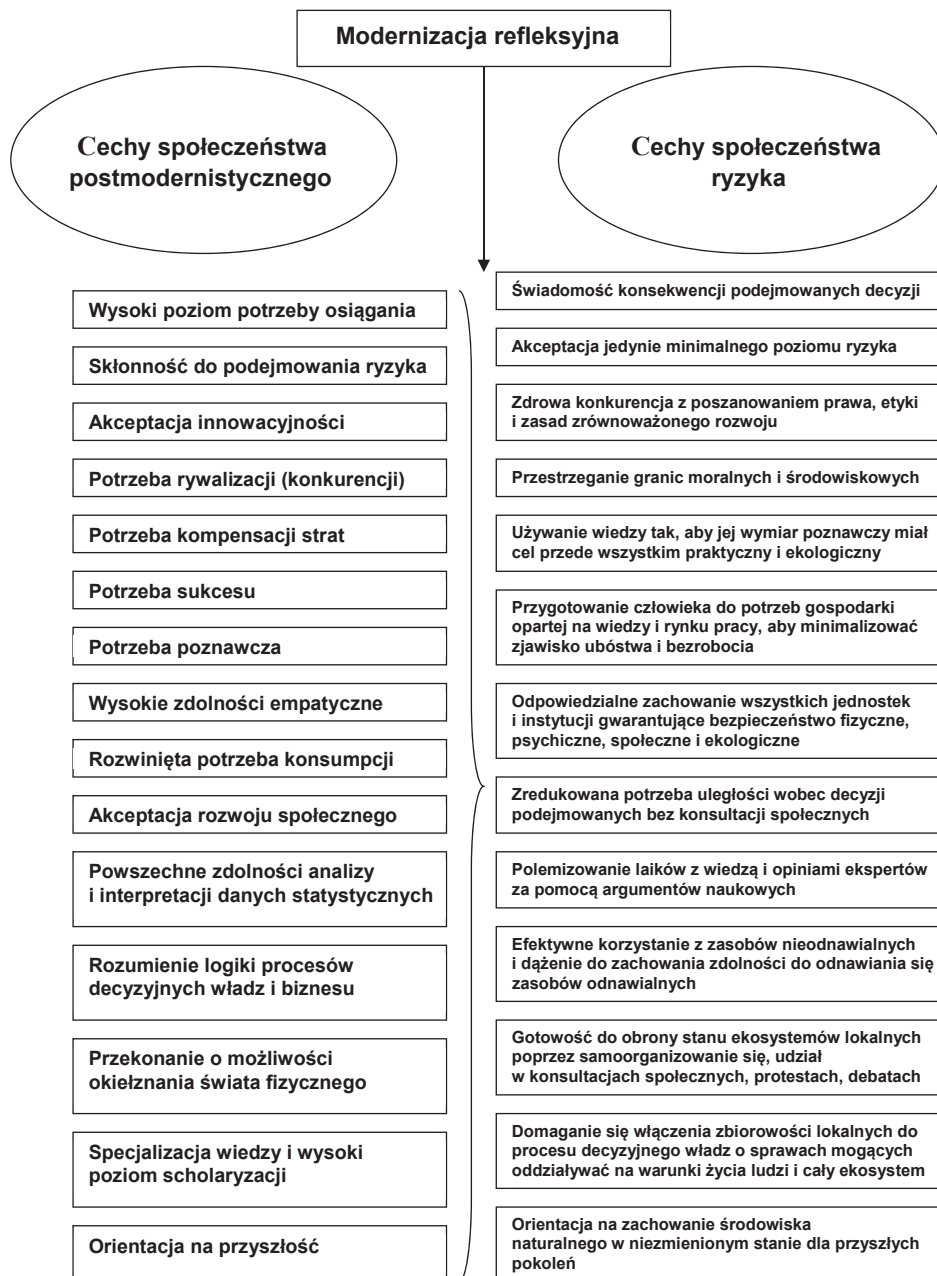 Modernizacja refleksyjna
Cechy społeczeństwa
postmodernistycznego
Cechy społeczeństwa
ryzyka
Wysoki poziom potrzeby osiągania
Skłonność do podejmowania ryzyka
Akceptacja innowacyjności
Potrzeba rywalizacji (konkurencji)
Potrzeba kompensacji strat
Potrzeba sukcesu
Potrzeba poznawcza
Wysokie zdolności empatyczne
Rozwinięta potrzeba konsumpcji
Akceptacja rozwoju społecznego
Powszechne zdolności analizy
i interpretacji danych statystycznych
Rozumienie logiki procesów
decyzyjnych władz i biznesu
Przekonanie o możliwości
okiełznania świata fizycznego
Specjalizacja wiedzy i wysoki
poziom scholaryzacji
Orientacja na przyszłość
Świadomość konsekwencji podejmowanych decyzji
Akceptacja jedynie minimalnego poziomu ryzyka
Zdrowa konkurencja z poszanowaniem prawa, etyki
i zasad zrównoważonego rozwoju
Przestrzeganie granic moralnych i środowiskowych
Używanie wiedzy tak, aby jej wymiar poznawczy miał
cel przede wszystkim praktyczny i ekologiczny
Przygotowanie człowieka do potrzeb gospodarki
opartej na wiedzy i rynku pracy, aby minimalizować
zjawisko ubóstwa i bezrobocia
Odpowiedzialne zachowanie wszystkich jednostek
i instytucji gwarantujące bezpieczeństwo fizyczne,
psychiczne, społeczne i ekologiczne
Zredukowana potrzeba uległości wobec decyzji
podejmowanych bez konsultacji społecznych
Polemizowanie laików z wiedzą i opiniami ekspertów
za pomocą argumentów naukowych
Efektywne korzystanie z zasobów nieodnawialnych
i dążenie do zachowania zdolności do odnawiania się
zasobów odnawialnych
Gotowość do obrony stanu ekosystemów lokalnych
poprzez samoorganizowanie się, udział
w konsultacjach społecznych, protestach, debatach
Domaganie się włączenia zbiorowości lokalnych do
procesu decyzyjnego władz o sprawach mogących
oddziaływać na warunki życia ludzi i cały ekosystem
Orientacja na zachowanie środowiska
naturalnego w niezmienionym stanie dla przyszłych
pokoleń